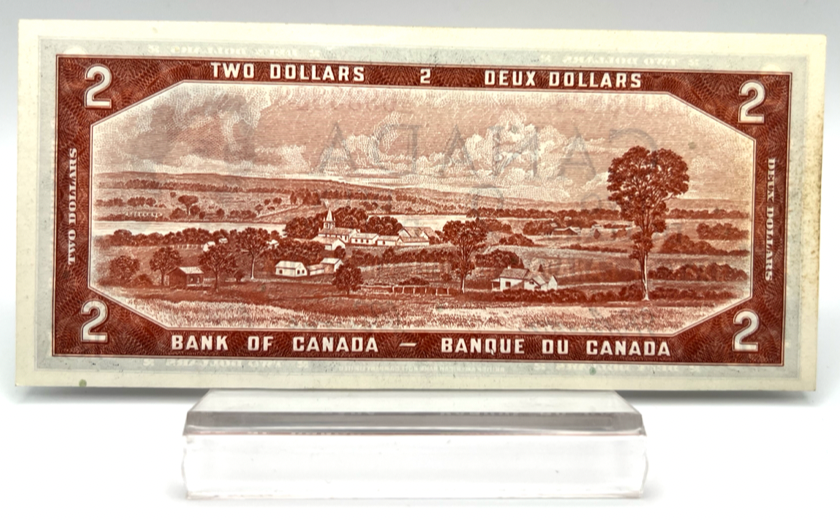 TWO DOLLARS 2 DEUX DOLLARS
2
2
TWO DOLLARS
DEUX DOLLARS
CANADA
2
2
BANK OF CANADA — BANQUE DU CANADA